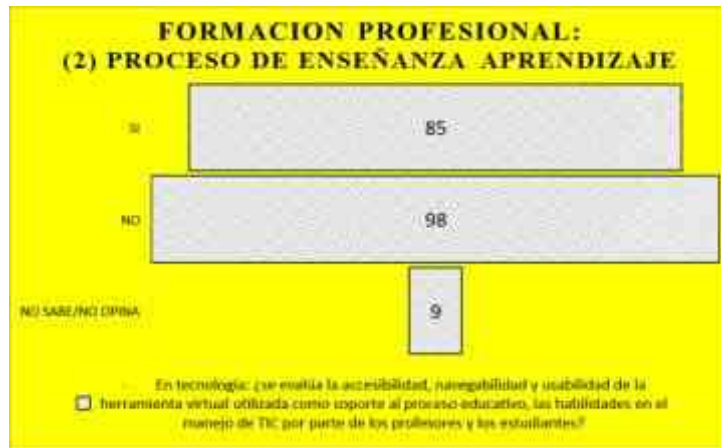 FORMACION PROFESIONAL:
(2) PROCESO DE ENSEÑANZA APRENDIZAJE
SI
85
NO
98
NO SABE/NO OPINA
9
En tecnología: ¿se evalúa la accesibilidad, navegabilidad y usabilidad de la
herramienta virtual utilizada como soporte al proceso educativo, las habilidades en el
manejo de TIC por parte de los profesores y los estudiantes?